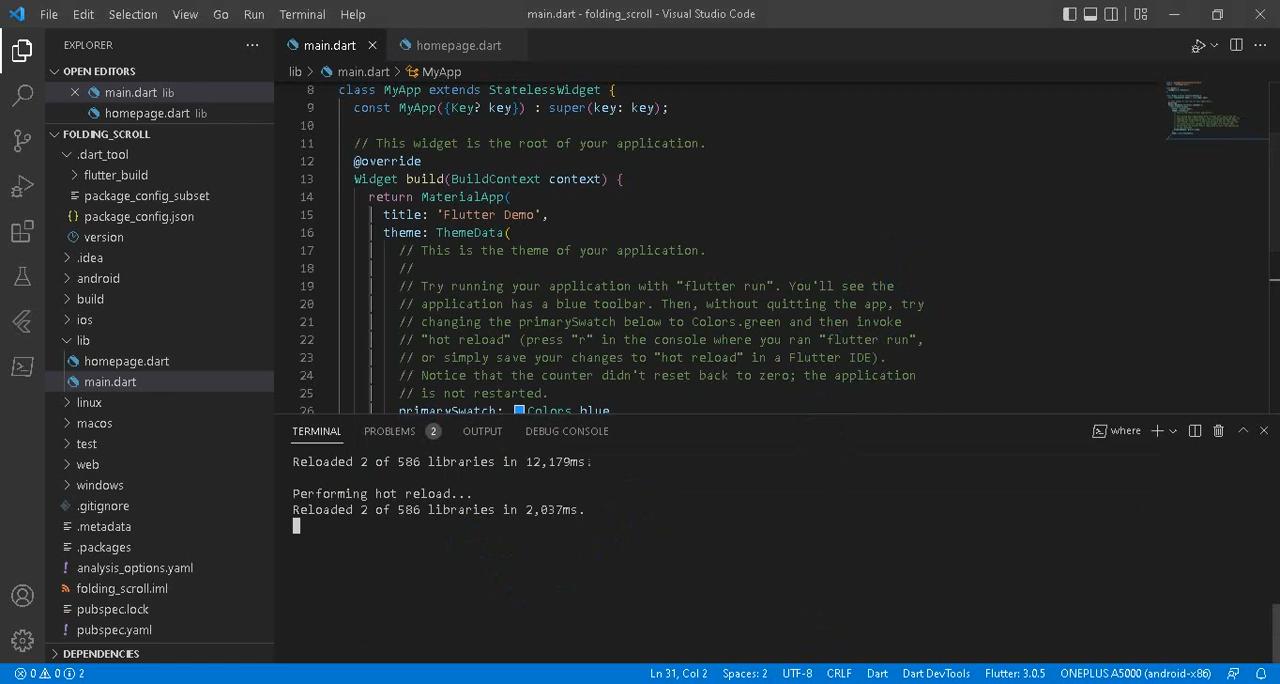 File Edit Selection View Go Run Terminal Help main.dart - folding_scroll - Visual Studio Code
EXPLORER
OPEN EDITORS
main.dart lib
homepage.dart lib
FOLDING_SCROLL
.dart_tool
flutter_build
package_config_subset
{} package_config.json
version
.idea
android
build
ios
lib
homepage.dart
main.dart
linux
macos
test
web
windows
.gitignore
.metadata
.packages
! analysis_options.yaml
folding_scroll.iml
pubspec.lock
! pubspec.yaml
DEPENDENCIES
main.dart homepage.dart
lib > main.dart > MyApp
8 class MyApp extends StatelessWidget {
9 const MyApp({Key? key}) : super(key: key);
10
11 // This widget is the root of your application.
12 @override
13 Widget build(BuildContext context) {
14 return MaterialApp(
15 title: 'Flutter Demo',
16 theme: ThemeData(
17 // This is the theme of your application.
18 //
19 // Try running your application with "flutter run". You'll see the
20 // application has a blue toolbar. Then, without quitting the app, try
21 // changing the primarySwatch below to Colors.green and then invoke
22 // "hot reload" (press "r" in the console where you ran "flutter run",
23 // or simply save your changes to "hot reload" in a Flutter IDE).
24 // Notice that the counter didn't reset back to zero; the application
25 // is not restarted.
26 primarySwatch: Colors.blue
TERMINAL PROBLEMS 2 OUTPUT DEBUG CONSOLE where
Reloaded 2 of 586 libraries in 12,179ms.
Performing hot reload...
Reloaded 2 of 586 libraries in 2,037ms.
0 0 2 Ln 31, Col 2 Spaces: 2 UTF-8 CRLF Dart Dart DevTools Flutter: 3.0.5 ONEPLUS A5000 (android-x86)